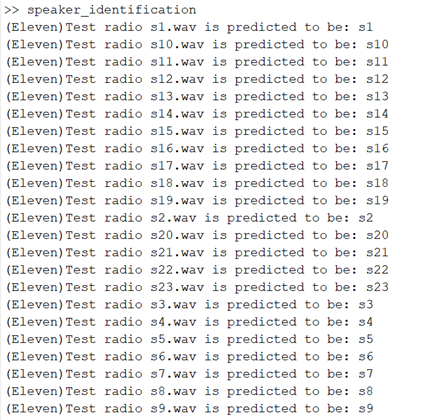 >> speaker_identification
(Eleven)Test radio s1.wav is predicted to be: s1
(Eleven)Test radio s10.wav is predicted to be: s10
(Eleven)Test radio s11.wav is predicted to be: s11
(Eleven)Test radio s12.wav is predicted to be: s12
(Eleven)Test radio s13.wav is predicted to be: s13
(Eleven)Test radio s14.wav is predicted to be: s14
(Eleven)Test radio s15.wav is predicted to be: s15
(Eleven)Test radio s16.wav is predicted to be: s16
(Eleven)Test radio s17.wav is predicted to be: s17
(Eleven)Test radio s18.wav is predicted to be: s18
(Eleven)Test radio s19.wav is predicted to be: s19
(Eleven)Test radio s2.wav is predicted to be: s2
(Eleven)Test radio s20.wav is predicted to be: s20
(Eleven)Test radio s21.wav is predicted to be: s21
(Eleven)Test radio s22.wav is predicted to be: s22
(Eleven)Test radio s23.wav is predicted to be: s23
(Eleven)Test radio s3.wav is predicted to be: s3
(Eleven)Test radio s4.wav is predicted to be: s4
(Eleven)Test radio s5.wav is predicted to be: s5
(Eleven)Test radio s6.wav is predicted to be: s6
(Eleven)Test radio s7.wav is predicted to be: s7
(Eleven)Test radio s8.wav is predicted to be: s8
(Eleven)Test radio s9.wav is predicted to be: s9